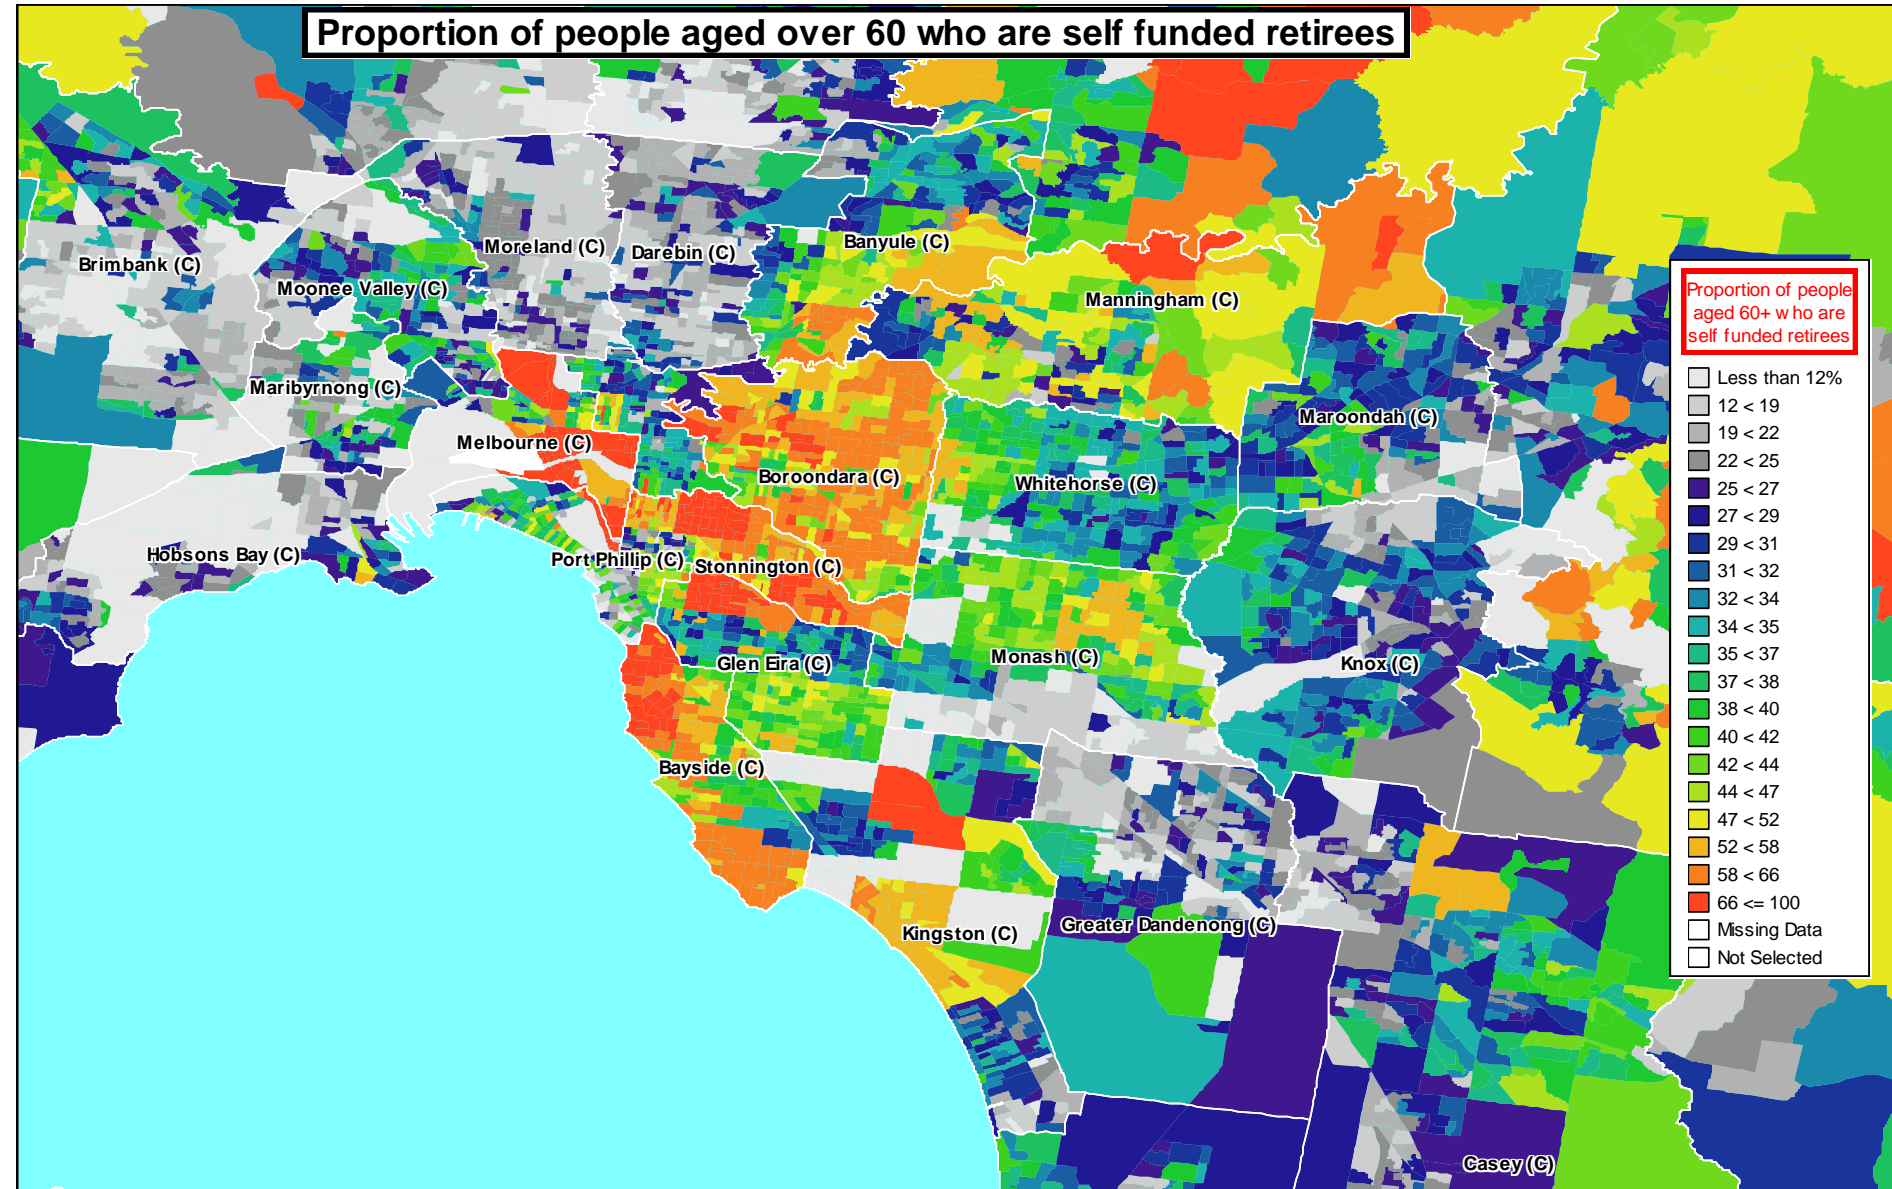 Proportion of people aged over 60 who are self funded retirees
Moreland (C)
Darebin (C)
Banyule (C)
Brimbank (C)
Moonee Valley (C)
Manningham (C)
Maribyrnong (C)
Maroondah (C)
Melbourne (C)
Boroondara (C)
Whitehorse (C)
Hobsons Bay (C)
Port Phillip (C)
Stonnington (C)
Glen Eira (C)
Monash (C)
Knox (C)
Bayside (C)
Kingston (C)
Greater Dandenong (C)
Casey (C)
Proportion of people
aged 60+ who are
self funded retirees
Less than 12%
12 < 19
19 < 22
22 < 25
25 < 27
27 < 29
29 < 31
31 < 32
32 < 34
34 < 35
35 < 37
37 < 38
38 < 40
40 < 42
42 < 44
44 < 47
47 < 52
52 < 58
58 < 66
66 <= 100
Missing Data
Not Selected